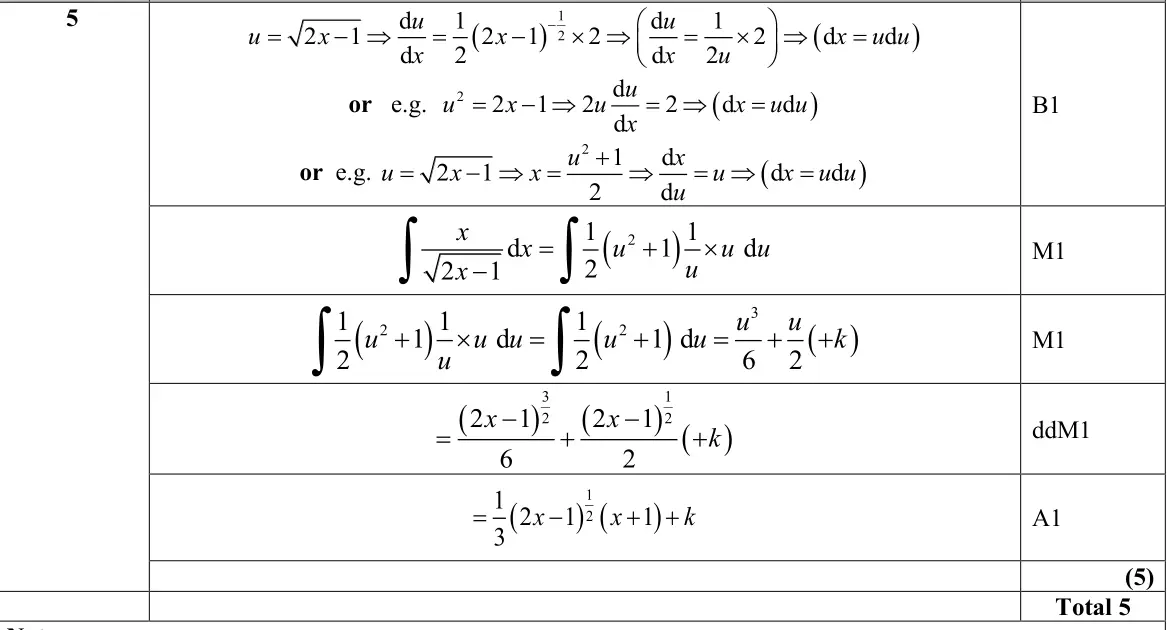 5
u = √(2x − 1) ⇒ du/dx = 1/2 (2x − 1)^(−1/2) × 2 ⇒ (du/dx = 1/(2u) × 2) ⇒ (dx = udu)
or e.g. u² = 2x − 1 ⇒ 2u du/dx = 2 ⇒ (dx = udu)
B1
or e.g. u = √(2x − 1) ⇒ x = (u² + 1)/2 ⇒ dx/du = u ⇒ (dx = udu)
∫ x/√(2x − 1) dx = ∫ 1/2 (u² + 1) 1/u × u du
M1
∫ 1/2 (u² + 1) 1/u × u du = ∫ 1/2 (u² + 1) du = u³/6 + u/2 (+k)
M1
= (2x − 1)^(3/2)/6 + (2x − 1)^(1/2)/2 (+k)
ddM1
= 1/3 (2x − 1)^(1/2) (x + 1) + k
A1
(5)
Total 5